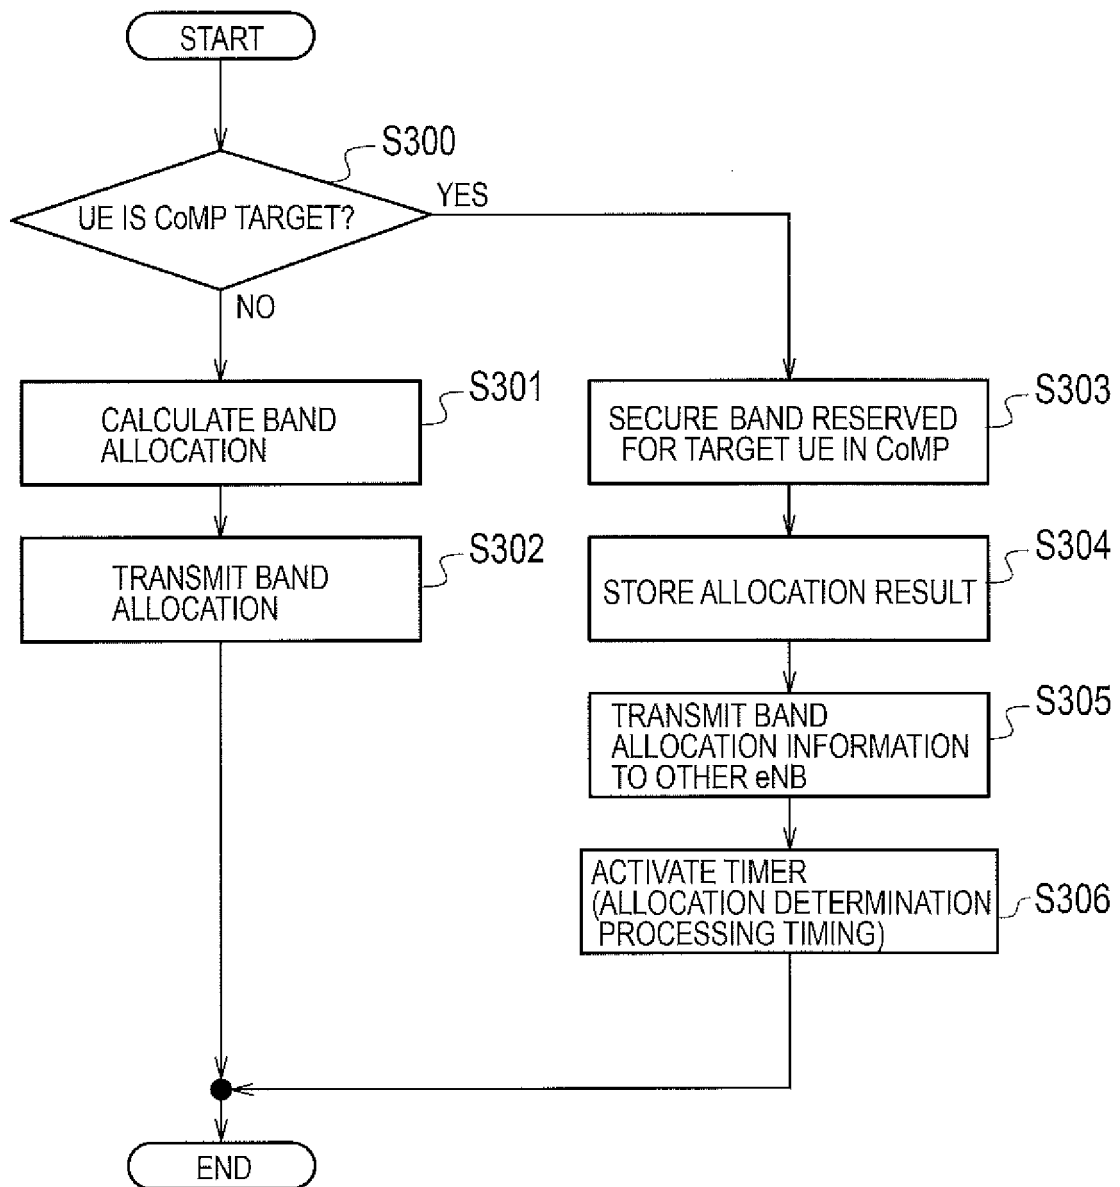 START
S300
UE IS CoMP TARGET?
YES
NO
S301
CALCULATE BAND
ALLOCATION
S302
TRANSMIT BAND
ALLOCATION
S303
SECURE BAND RESERVED
FOR TARGET UE IN CoMP
S304
STORE ALLOCATION RESULT
S305
TRANSMIT BAND
ALLOCATION INFORMATION
TO OTHER eNB
S306
ACTIVATE TIMER
(ALLOCATION DETERMINATION
PROCESSING TIMING)
END